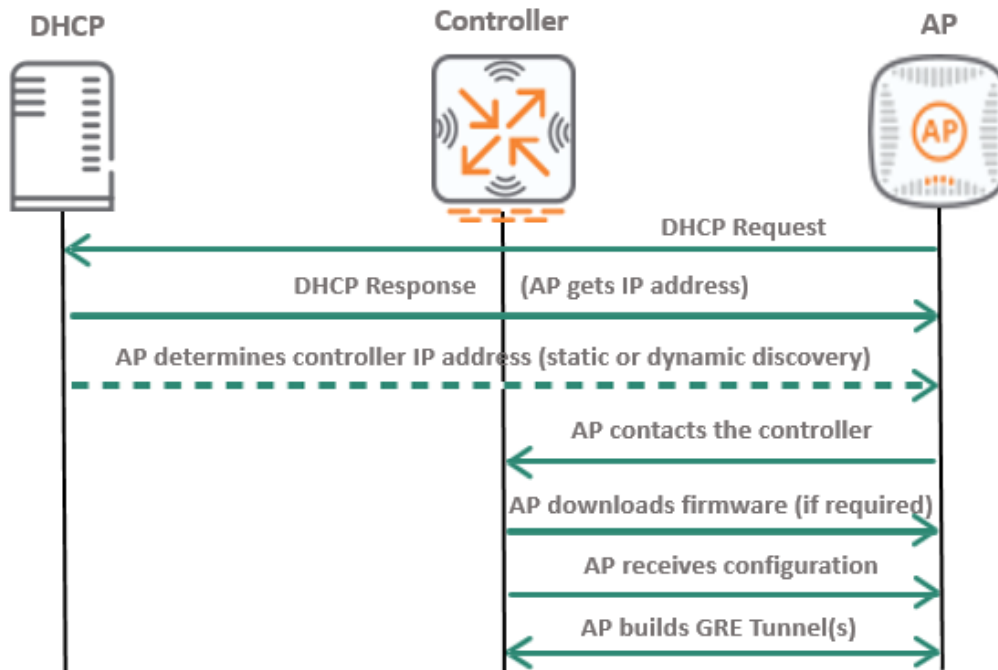 DHCP
Controller
AP
AP
DHCP Request
DHCP Response (AP gets IP address)
AP determines controller IP address (static or dynamic discovery)
AP contacts the controller
AP downloads firmware (if required)
AP receives configuration
AP builds GRE Tunnel(s)